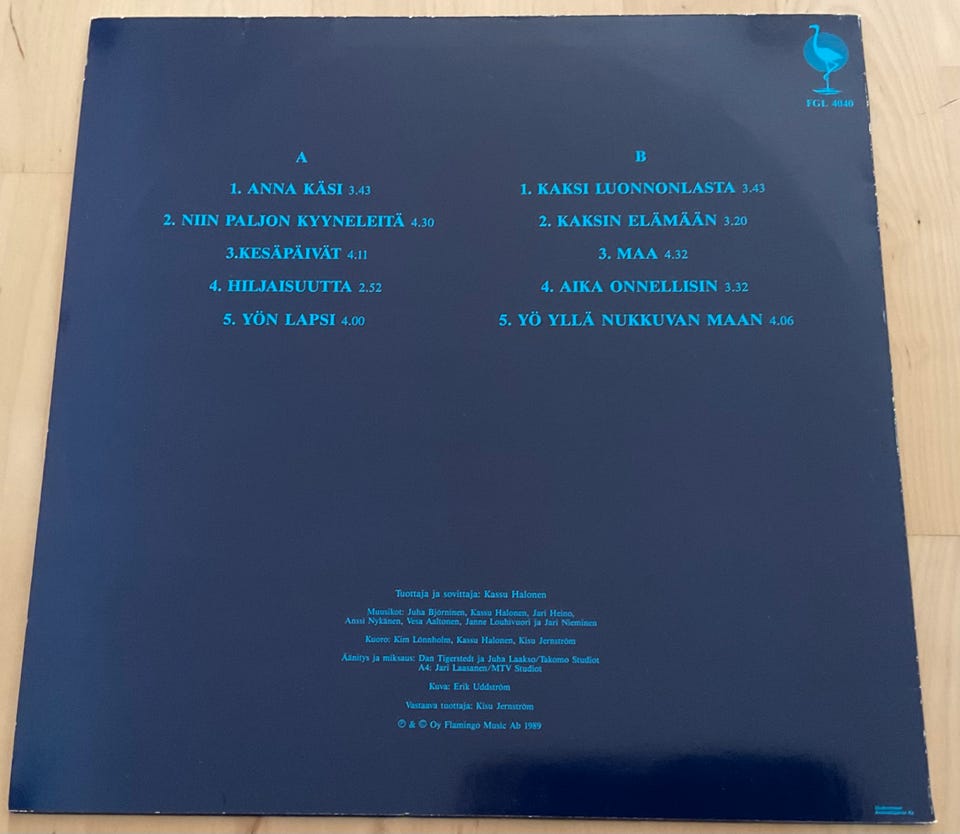 FGL 4040
A
1. ANNA KÄSI 3.43
2. NIIN PALJON KYYNELEITÄ 4.30
3.KESÄPÄIVÄT 4.11
4. HILJAISUUTTA 2.52
5. YÖN LAPSI 4.00
B
1. KAKSI LUONNONLASTA 3.43
2. KAKSIN ELÄMÄÄN 3.20
3. MAA 4.32
4. AIKA ONNELLISIN 3.32
5. YÖ YLLÄ NUKKUVAN MAAN 4.06
Tuottaja ja sovittaja: Kassu Halonen
Muusikot: Juha Björninen, Kassu Halonen, Jari Heino,
Anssi Nykänen, Vesa Aaltonen, Janne Louhivuori ja Jari Nieminen
Kuoro: Kim Lönnholm, Kassu Halonen, Kisu Jernström
Äänitys ja miksaus: Dan Tigerstedt ja Juha Laakso/Takomo Studiot
A4: Jari Laasanen/MTV Studiot
Kuva: Erik Uddström
Vastaava tuottaja: Kisu Jernström
℗ & © Oy Flamingo Music Ab 1989